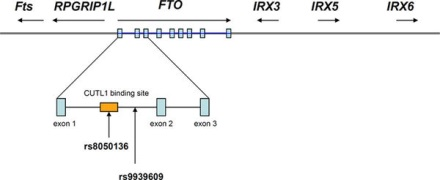 Fts RPGRIP1L FTO IRX3 IRX5 IRX6
CUTL1 binding site
exon 1 exon 2 exon 3
rs8050136
rs9939609